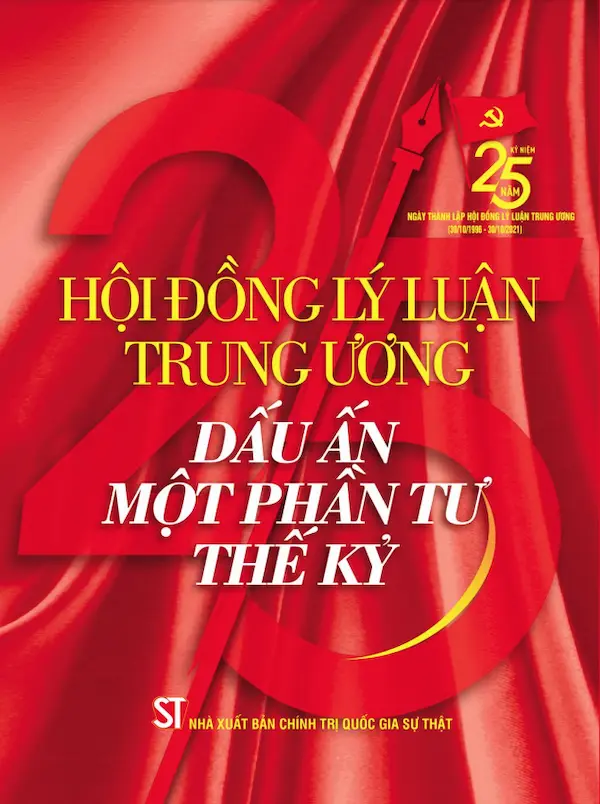 KỶ NIỆM
25
NĂM
NGÀY THÀNH LẬP HỘI ĐỒNG LÝ LUẬN TRUNG ƯƠNG
(30/10/1996 - 30/10/2021)
25
HỘI ĐỒNG LÝ LUẬN
TRUNG ƯƠNG
DẤU ẤN
MỘT PHẦN TƯ
THẾ KỶ
ST NHÀ XUẤT BẢN CHÍNH TRỊ QUỐC GIA SỰ THẬT